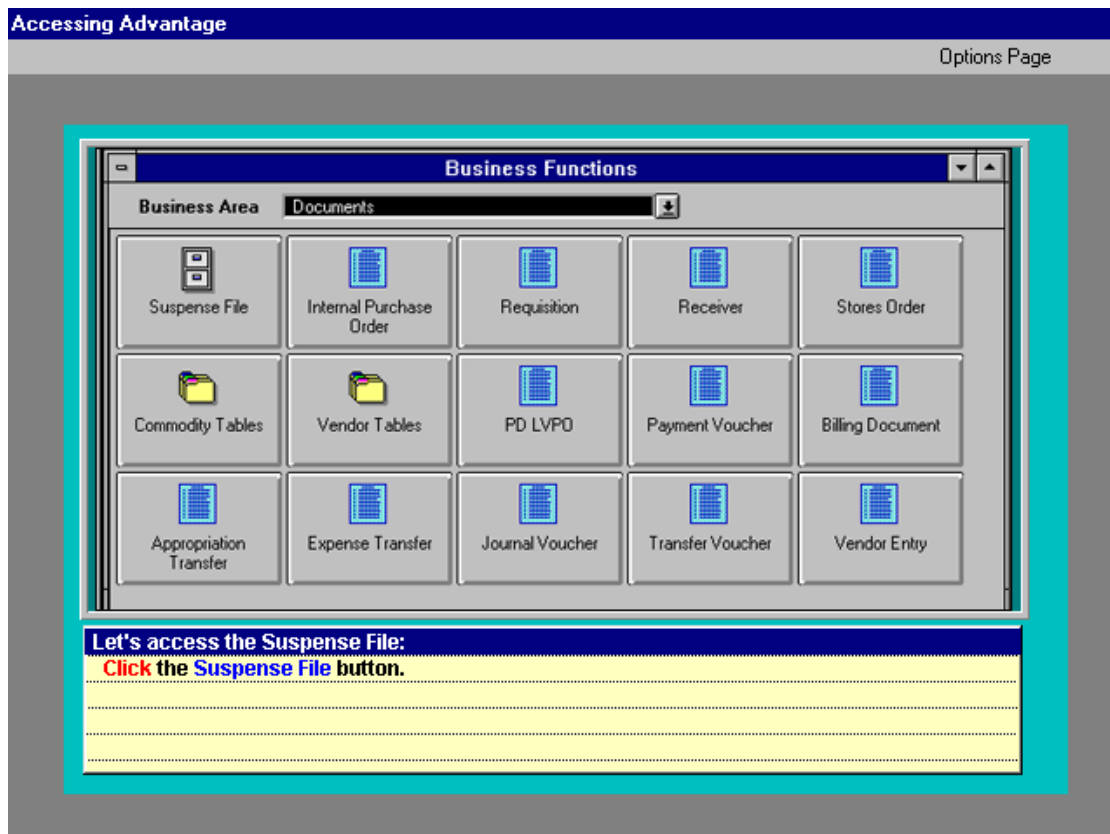 Accessing Advantage
Options Page
Business Functions
Business Area Documents
Suspense File
Internal Purchase
Order
Requisition
Receiver
Stores Order
Commodity Tables
Vendor Tables
PD LVPO
Payment Voucher
Billing Document
Appropriation
Transfer
Expense Transfer
Journal Voucher
Transfer Voucher
Vendor Entry
Let's access the Suspense File:
Click the Suspense File button.